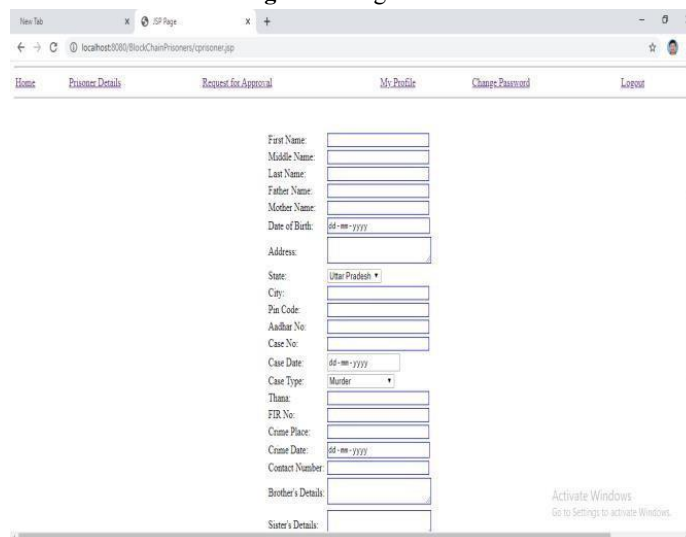 New Tab x JSP Page x +
localhost:8080/BlockChainPrisoners/cprisoner.jsp
Home Prisoner Details Request for Approval My Profile Change Password Logout
First Name:
Middle Name:
Last Name:
Father Name:
Mother Name:
Date of Birth: dd-mm-yyyy
Address:
State: Uttar Pradesh
City:
Pin Code:
Aadhar No:
Case No:
Case Date: dd-mm-yyyy
Case Type: Murder
Thana:
FIR No:
Crime Place:
Crime Date: dd-mm-yyyy
Contact Number:
Brother's Details:
Activate Windows
Go to Settings to activate Windows.
Sister's Details: